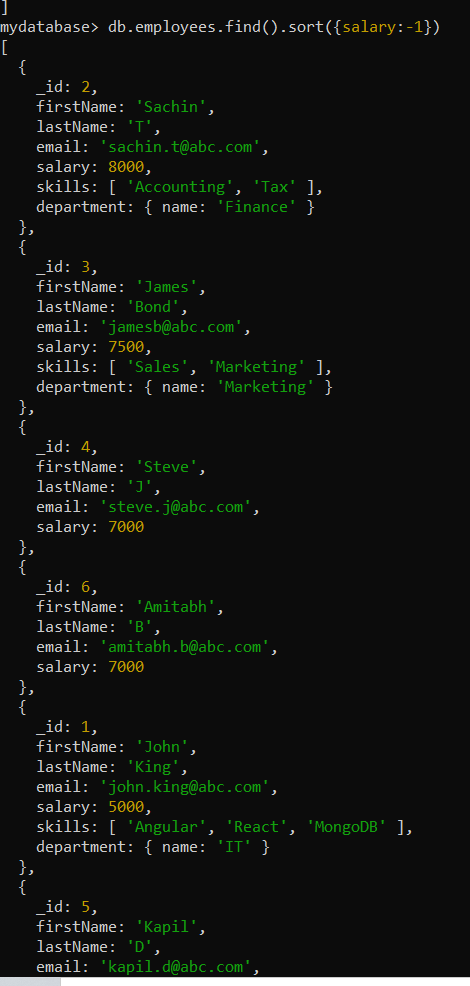 ]
mydatabase> db.employees.find().sort({salary:-1})
[
  {
    _id: 2,
    firstName: 'Sachin',
    lastName: 'T',
    email: 'sachin.t@abc.com',
    salary: 8000,
    skills: [ 'Accounting', 'Tax' ],
    department: { name: 'Finance' }
  },
  {
    _id: 3,
    firstName: 'James',
    lastName: 'Bond',
    email: 'jamesb@abc.com',
    salary: 7500,
    skills: [ 'Sales', 'Marketing' ],
    department: { name: 'Marketing' }
  },
  {
    _id: 4,
    firstName: 'Steve',
    lastName: 'J',
    email: 'steve.j@abc.com',
    salary: 7000
  },
  {
    _id: 6,
    firstName: 'Amitabh',
    lastName: 'B',
    email: 'amitabh.b@abc.com',
    salary: 7000
  },
  {
    _id: 1,
    firstName: 'John',
    lastName: 'King',
    email: 'john.king@abc.com',
    salary: 5000,
    skills: [ 'Angular', 'React', 'MongoDB' ],
    department: { name: 'IT' }
  },
  {
    _id: 5,
    firstName: 'Kapil',
    lastName: 'D',
    email: 'kapil.d@abc.com',